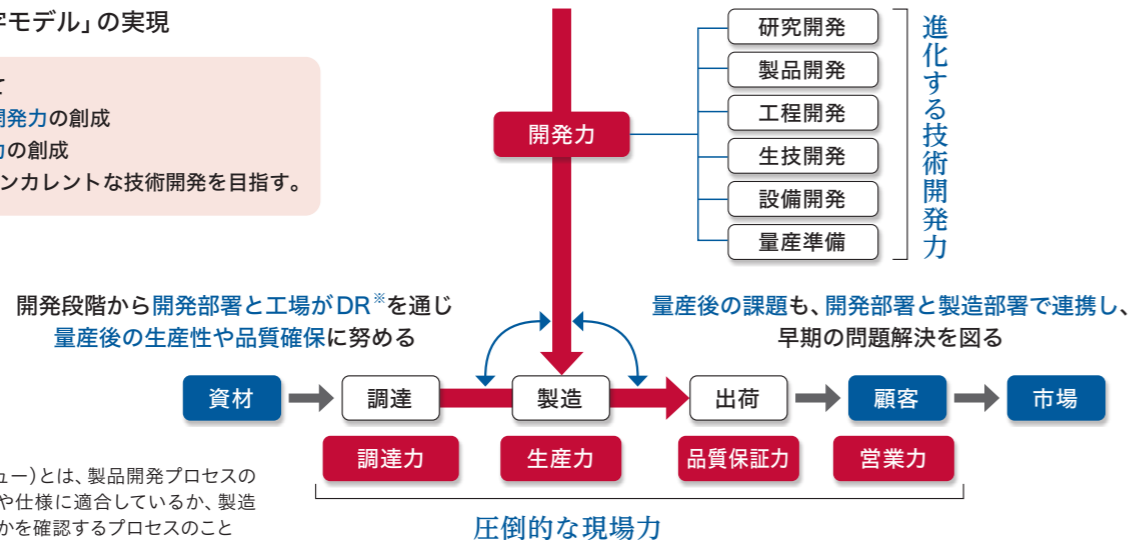 字モデル」の実現
て
開発力の創成
力の創成
ンカレントな技術開発を目指す。
開発力
研究開発
製品開発
工程開発
生技開発
設備開発
量産準備
進化する技術開発力
開発段階から開発部署と工場がDR※を通じ
量産後の生産性や品質確保に努める
量産後の課題も、開発部署と製造部署で連携し、
早期の問題解決を図る
資材
調達
製造
出荷
顧客
市場
調達力
生産力
品質保証力
営業力
圧倒的な現場力
ュー)とは、製品開発プロセスの
や仕様に適合しているか、製造
かを確認するプロセスのこと